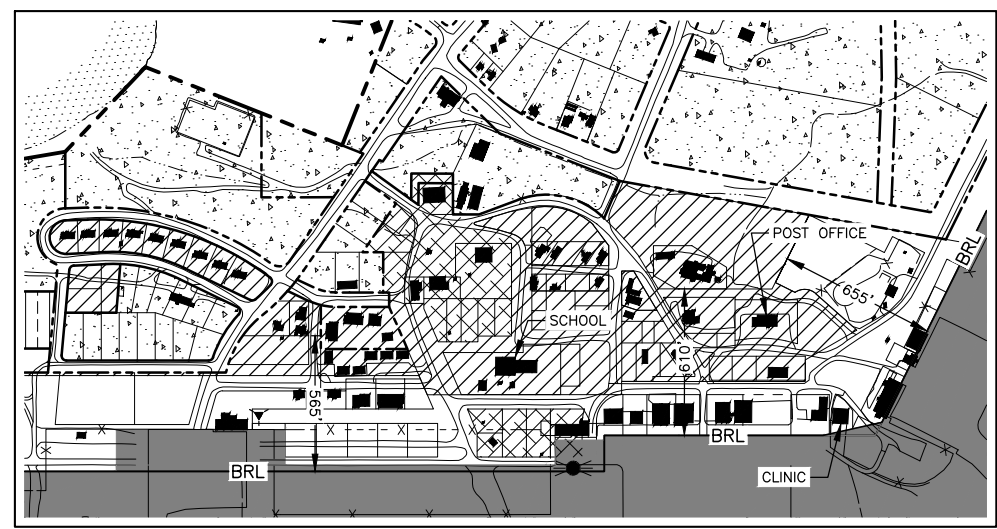 POST OFFICE
BRL
655'
SCHOOL
610'
565'
BRL
BRL
CLINIC